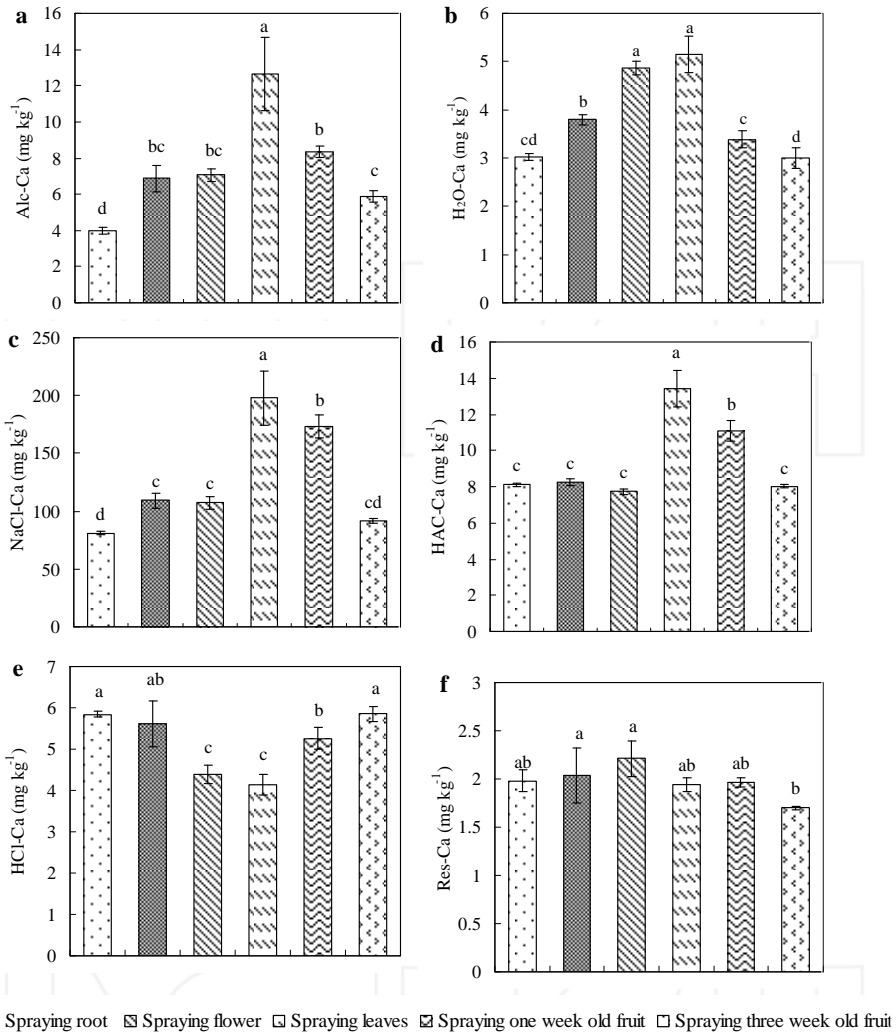 a
Alc-Ca (mg kg-1)
16
14
12
10
8
6
4
2
0
d
bc
bc
a
b
c
b
H2O-Ca (mg kg-1)
6
5
4
3
2
1
0
cd
b
a
a
c
d
c
NaCl-Ca (mg kg-1)
250
200
150
100
50
0
d
c
c
a
b
cd
d
HAC-Ca (mg kg-1)
16
14
12
10
8
6
4
2
0
c
c
c
a
b
c
e
HCl-Ca (mg kg-1)
7
6
5
4
3
2
1
0
a
ab
c
c
b
a
f
Res-Ca (mg kg-1)
3
2.5
2
1.5
1
0.5
0
ab
a
a
ab
ab
b
Spraying root Spraying flower Spraying leaves Spraying one week old fruit Spraying three week old fruit